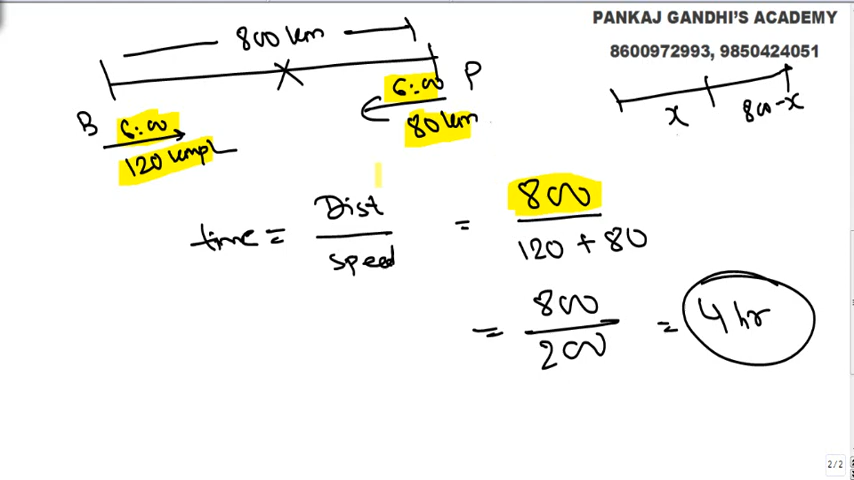 PANKAJ GANDHI'S ACADEMY
8600972993, 9850424051
800 km
6:00 P
80 km
B 6:00
120 kmph
x 800-x
time = Dist / speed = 800 / 120 + 80
= 800 / 200 = 4 hr
2/2